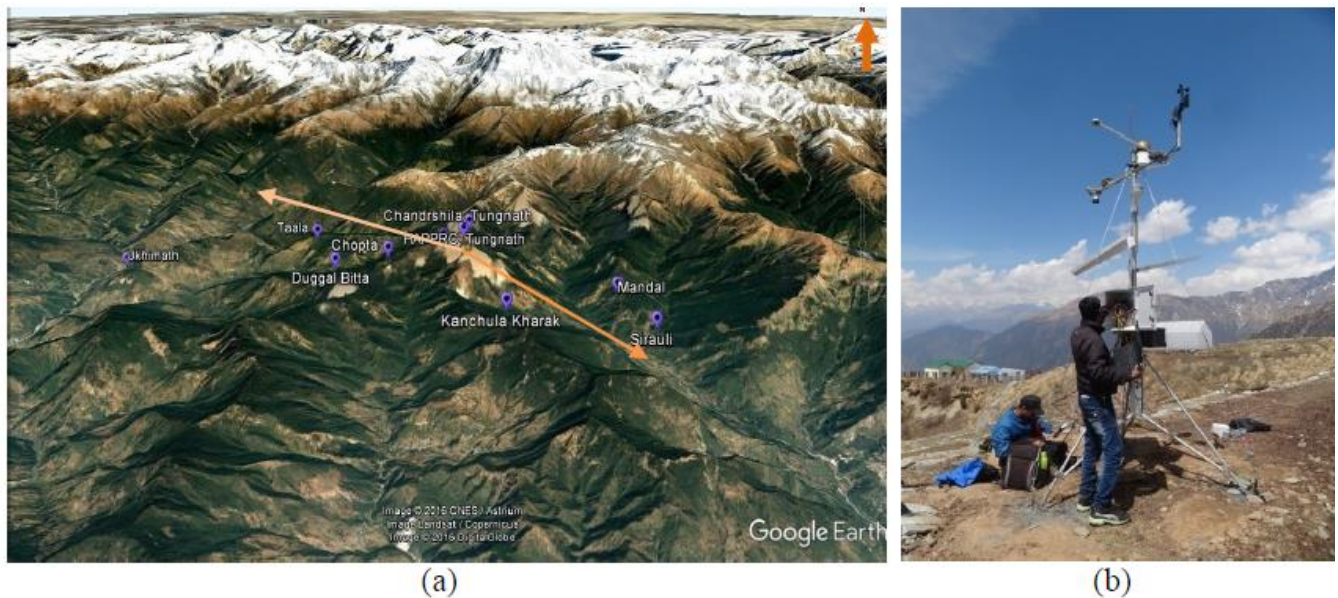 N
Chandrshila, Tungnath
Taala
HAPPRC, Tungnath
Chopta
Ukhimath
Duggal Bitta
Mandal
Kanchula Kharak
Sirauli
Image © 2016 CNES / Astrium
Image Landsat / Copernicus
Image © 2016 DigitalGlobe
Google Earth
(a)
(b)